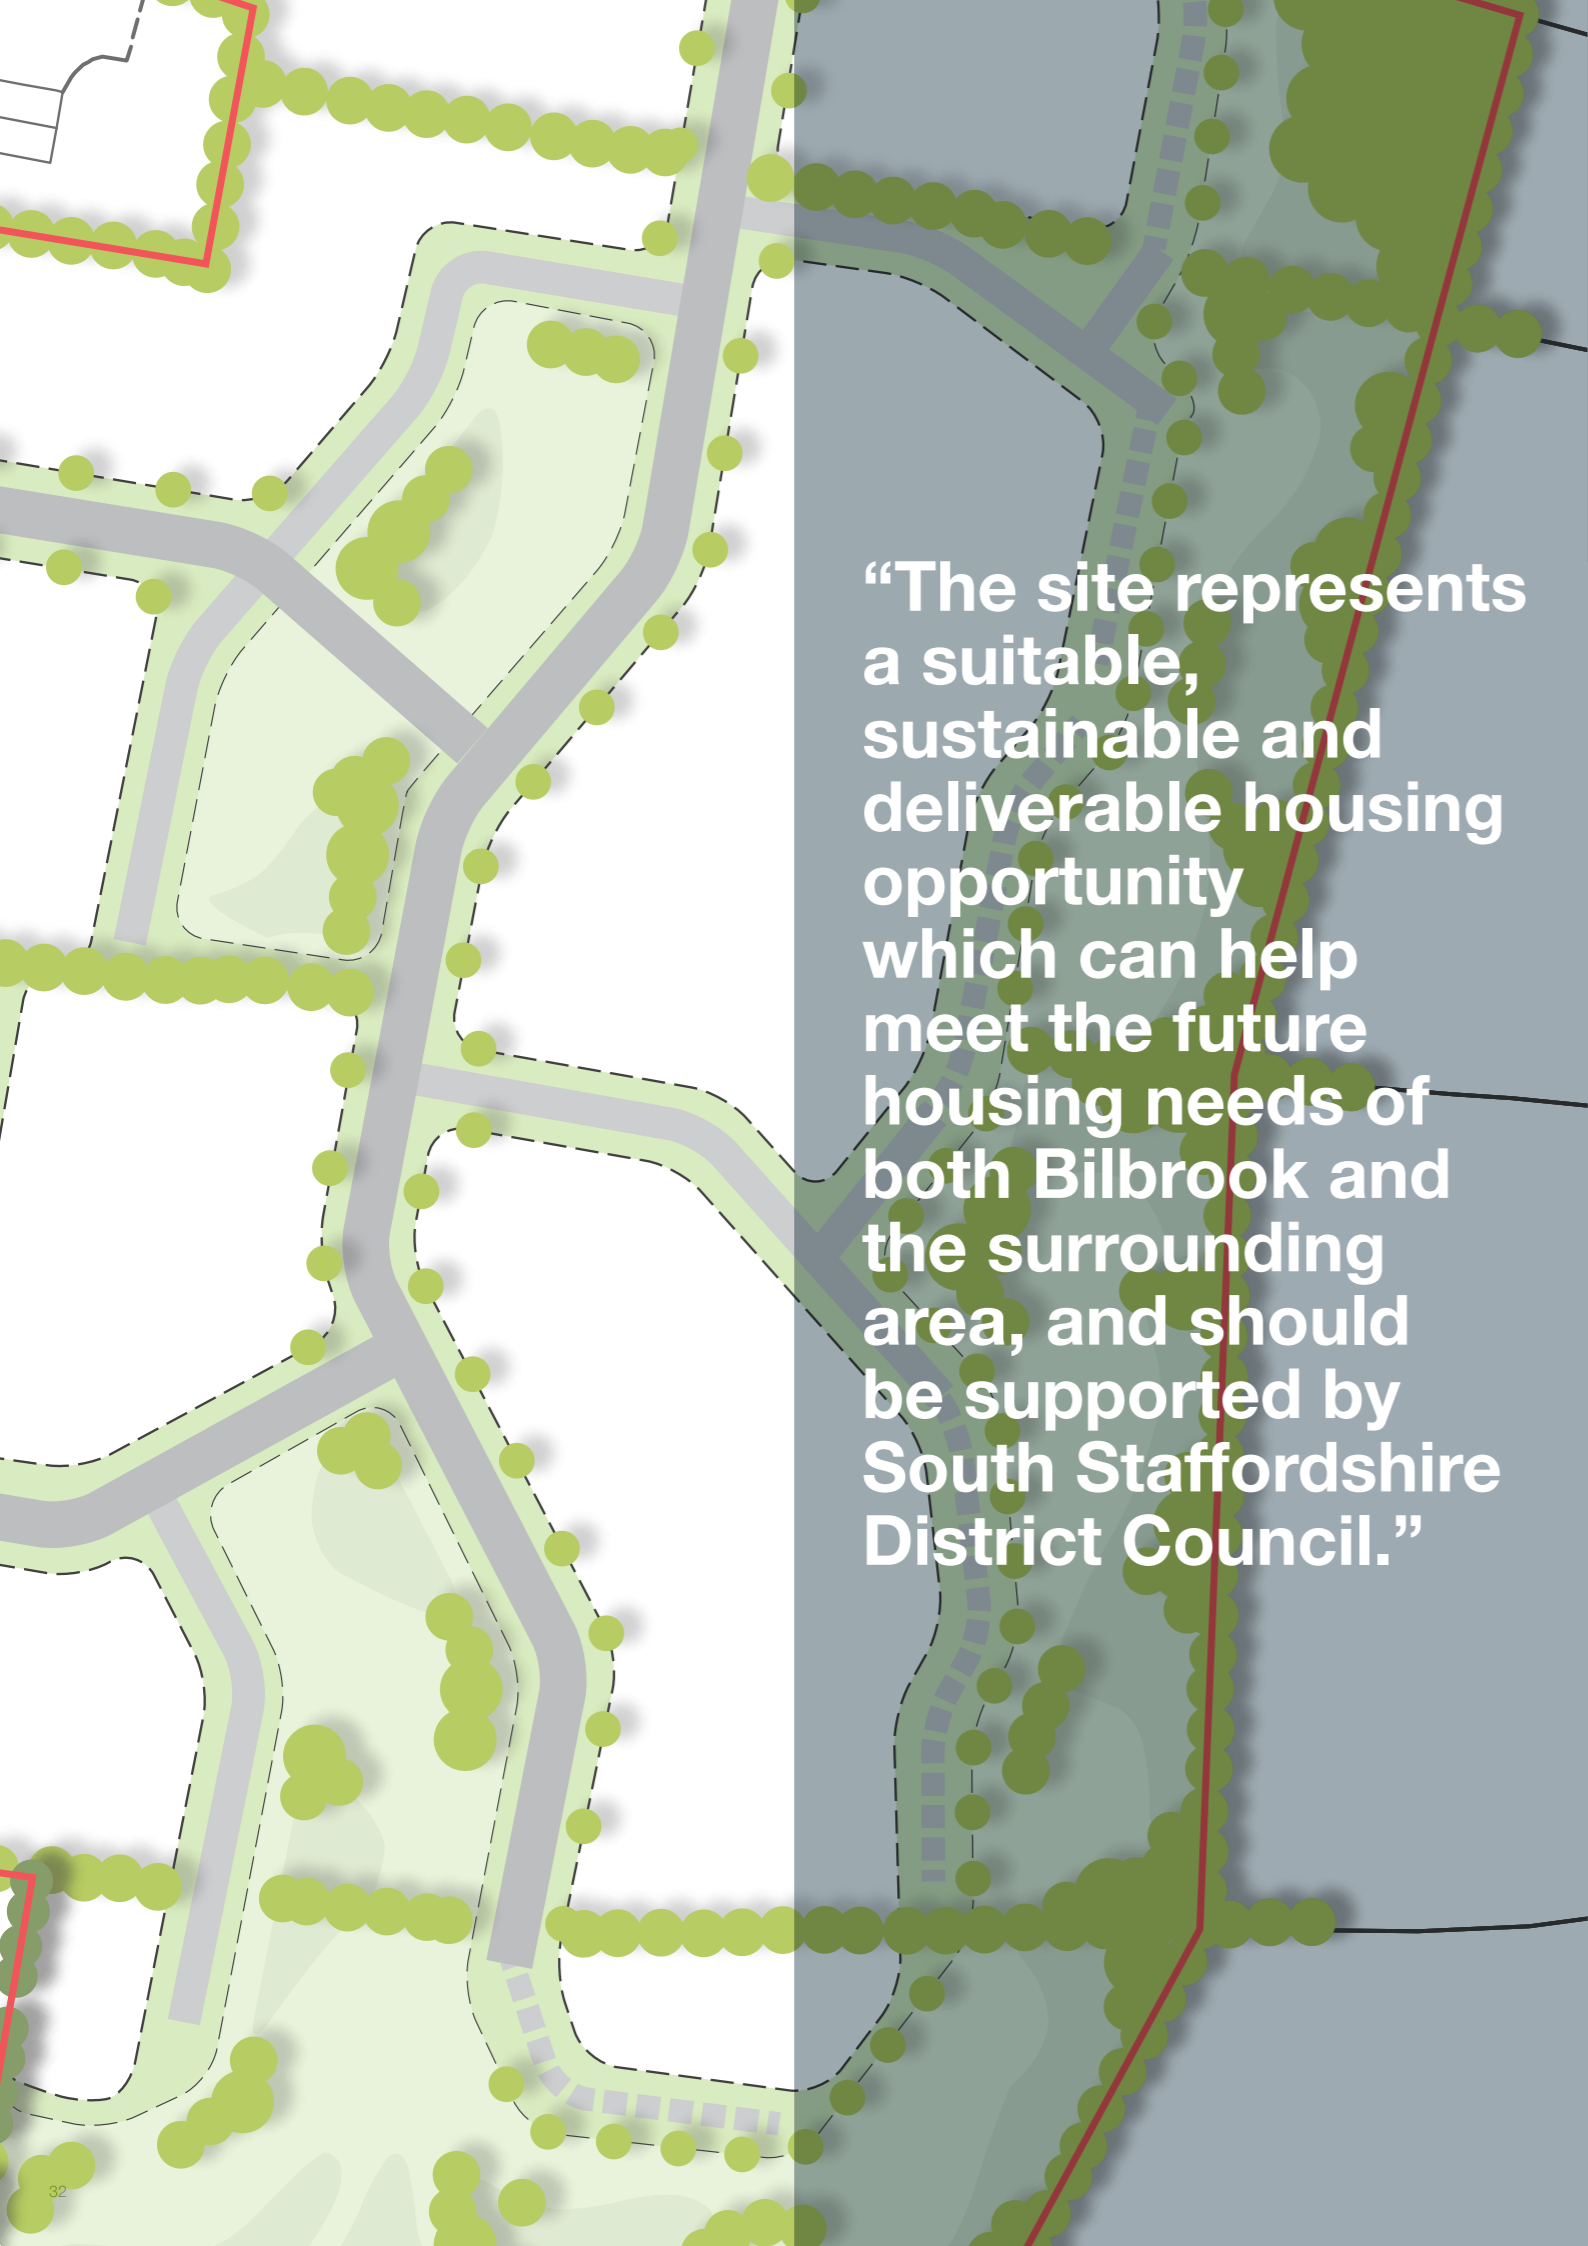 “The site represents
a suitable,
sustainable and
deliverable housing
opportunity
which can help
meet the future
housing needs of
both Bilbrook and
the surrounding
area, and should
be supported by
South Staffordshire
District Council.”
32